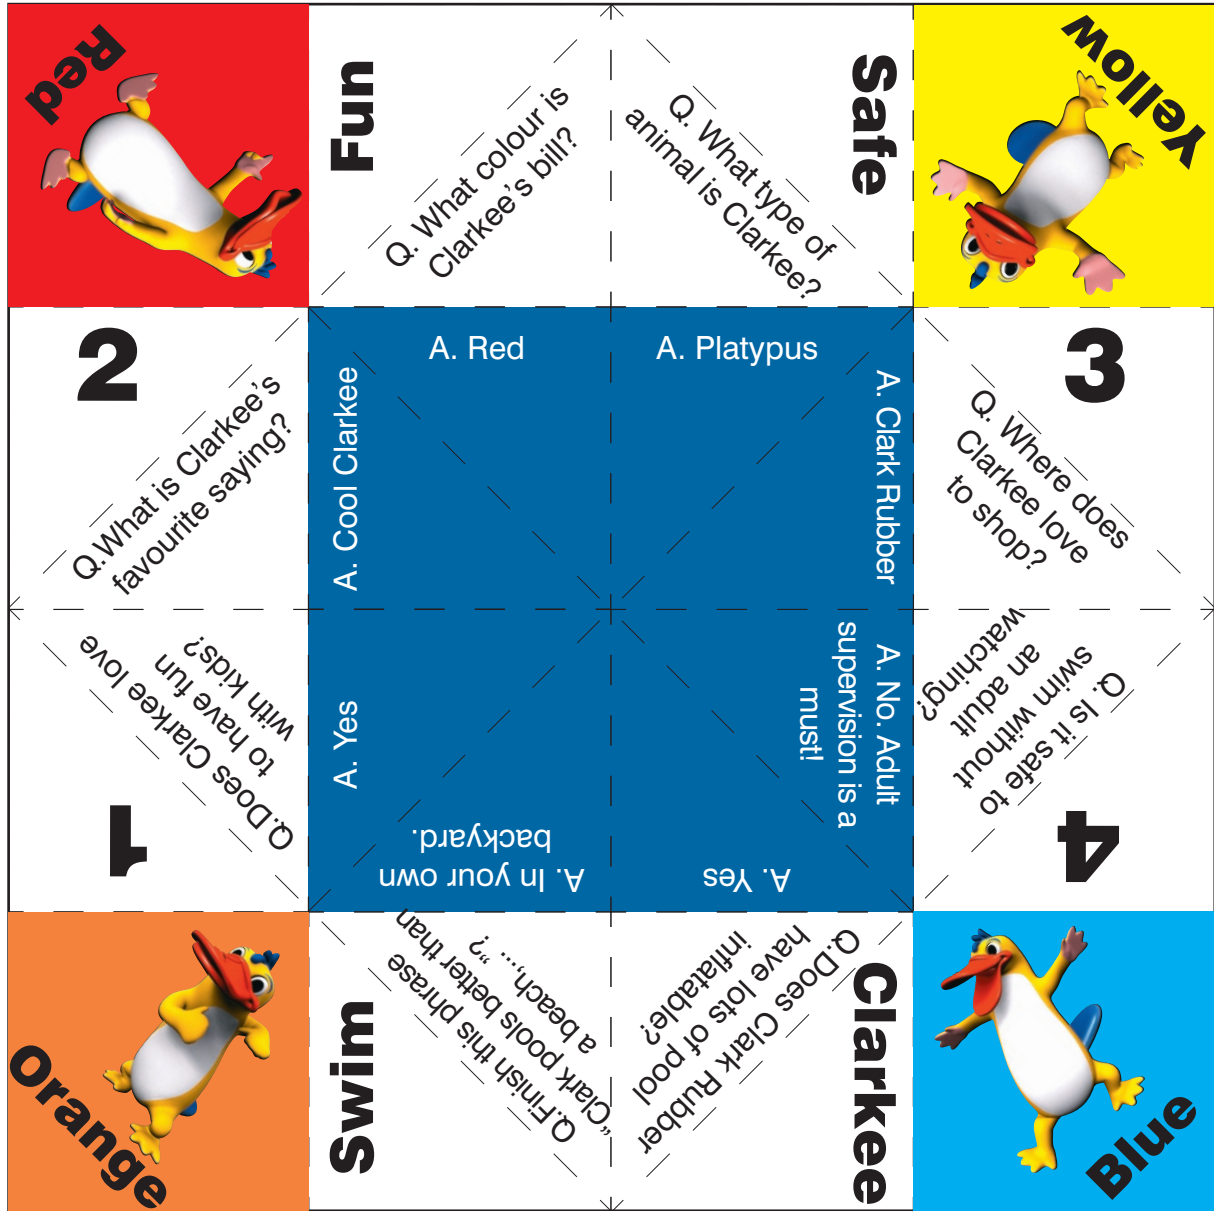 Red
Fun
Q. What colour is
Clarkee's bill?
Q. What type of
animal is Clarkee?
Safe
Yellow
2
Q.What is Clarkee's
favourite saying?
A. Cool Clarkee
A. Red
A. Platypus
A. Clark Rubber
3
Q. Where does
Clarkee love
to shop?
1
Q.Does Clarkee love
to have fun
with kids?
A. Yes
A. In your own
backyard.
A. Yes
A. No. Adult
supervision is a
must!
Q. Is it safe to
swim without
an adult
watching?
4
Orange
Swim
Q.Finish this phrase
“Clark pools better than
a beach,...”?
Q.Does Clark Rubber
have lots of pool
inflatable?
Clarkee
Blue